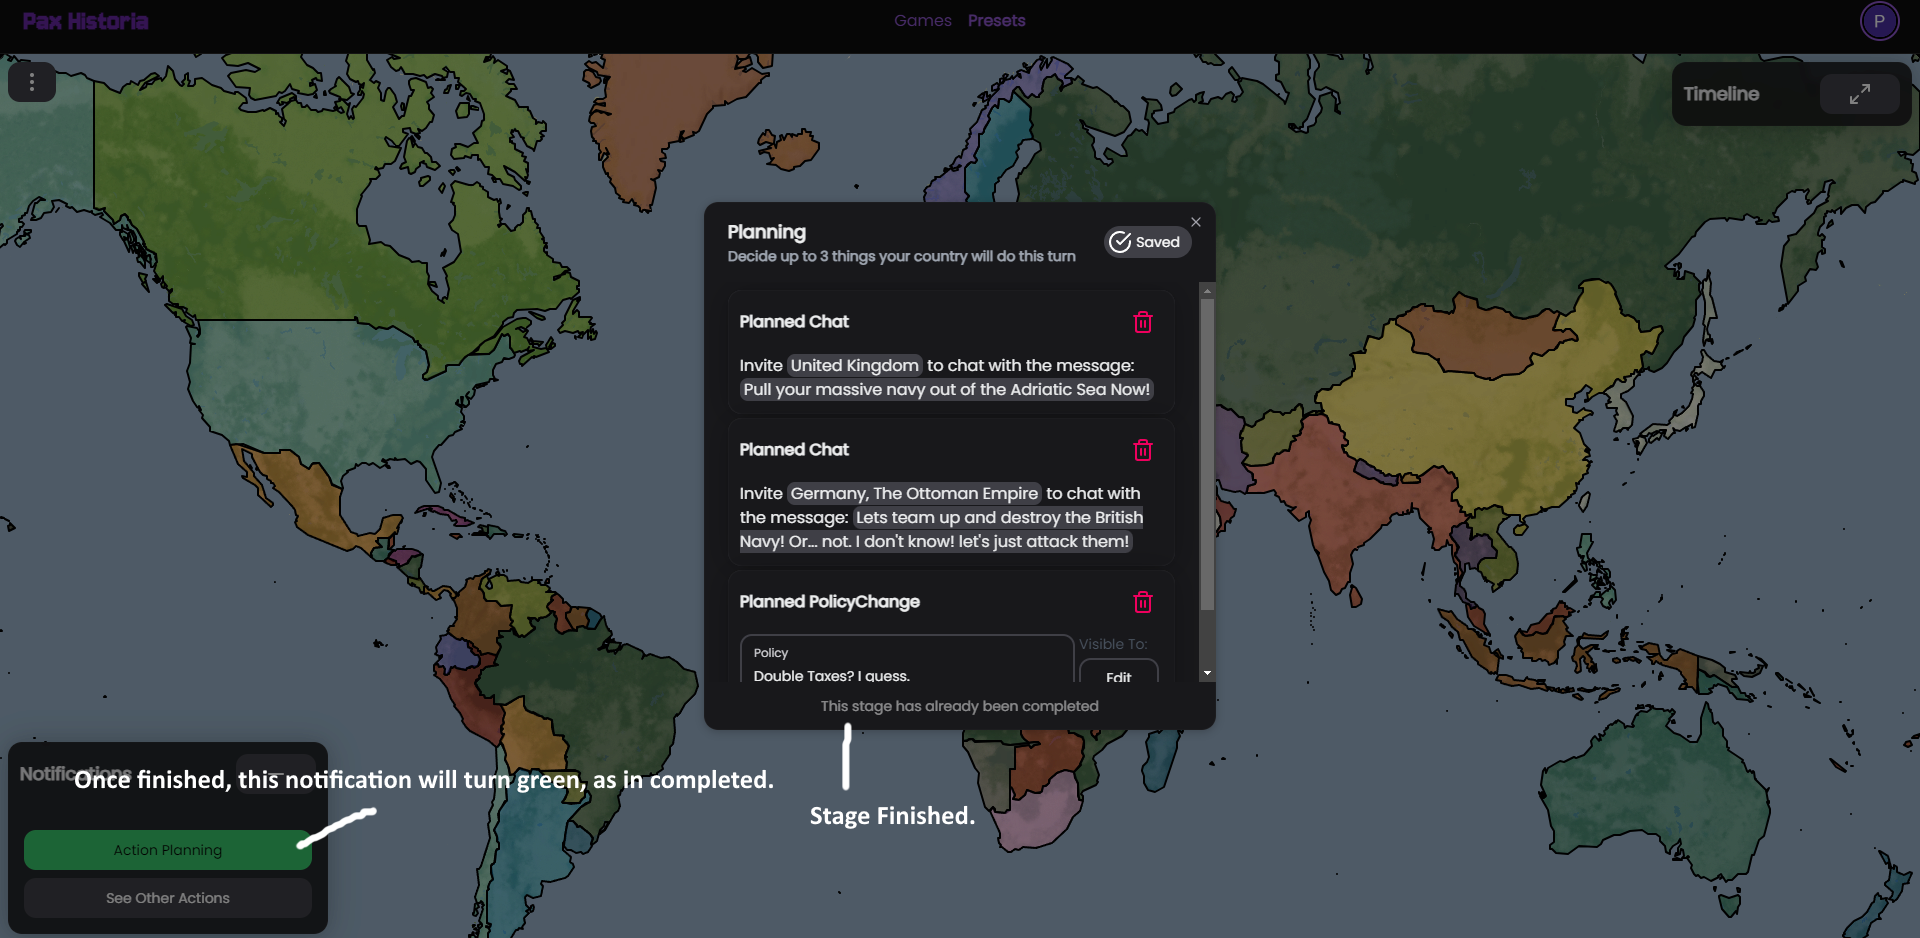 Pax Historia
Games Presets
P
Timeline
Planning
Decide up to 3 things your country will do this turn
Saved
Planned Chat
Invite United Kingdom to chat with the message:
Pull your massive navy out of the Adriatic Sea Now!
Planned Chat
Invite Germany, The Ottoman Empire to chat with
the message: Lets team up and destroy the British
Navy! Or... not. I don't know! let's just attack them!
Planned PolicyChange
Policy
Visible To:
Double Taxes? I guess.
Edit
This stage has already been completed
Notifications
Once finished, this notification will turn green, as in completed.
Stage Finished.
Action Planning
See Other Actions